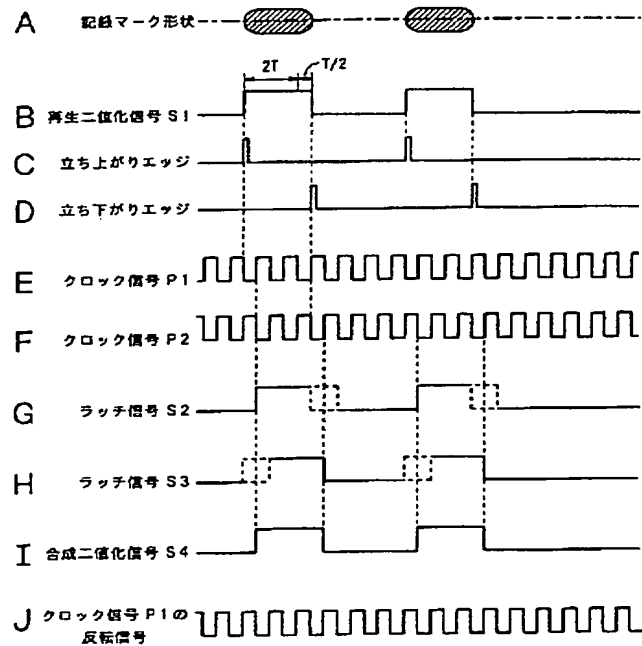 A 記録マーク形状
2T T/2
B 再生二値化信号 S1
C 立ち上がりエッジ
D 立ち下がりエッジ
E クロック信号 P1
F クロック信号 P2
G ラッチ信号 S2
H ラッチ信号 S3
I 合成二値化信号 S4
J クロック信号 P1の
反転信号